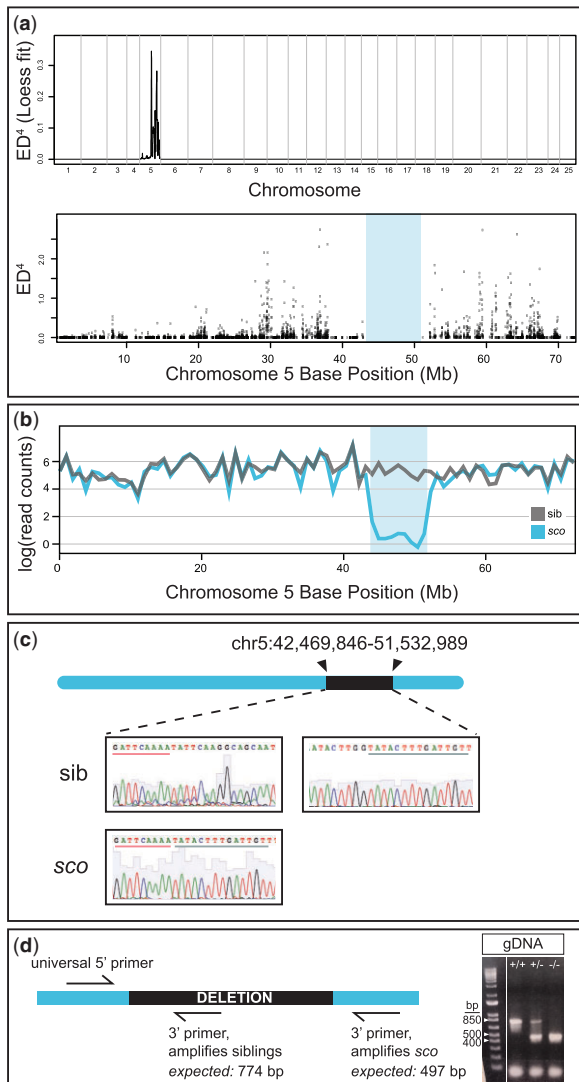 (a)
ED⁴ (Loess fit)
0.3
0.2
0.1
0.0
1 2 3 4 5 6 7 8 9 10 11 12 13 14 15 16 17 18 19 20 21 22 23 24 25
Chromosome
ED⁴
2.0
1.0
0.0
10 20 30 40 50 60 70
Chromosome 5 Base Position (Mb)
(b)
log(read counts)
6
4
2
0
sib
sco
0 20 40 60
Chromosome 5 Base Position (Mb)
(c)
chr5:42,469,846-51,532,989
sib
GATTCAAAATATTCAAGGCAGCAAT
ATACTTGGTATACTTTGATTGTT
sco
GATTCAAAATATACTTTGATTGTT
(d)
universal 5' primer
DELETION
3' primer,
amplifies siblings
expected: 774 bp
3' primer,
amplifies sco
expected: 497 bp
gDNA
+/+ +/- -/-
bp
850
500
400